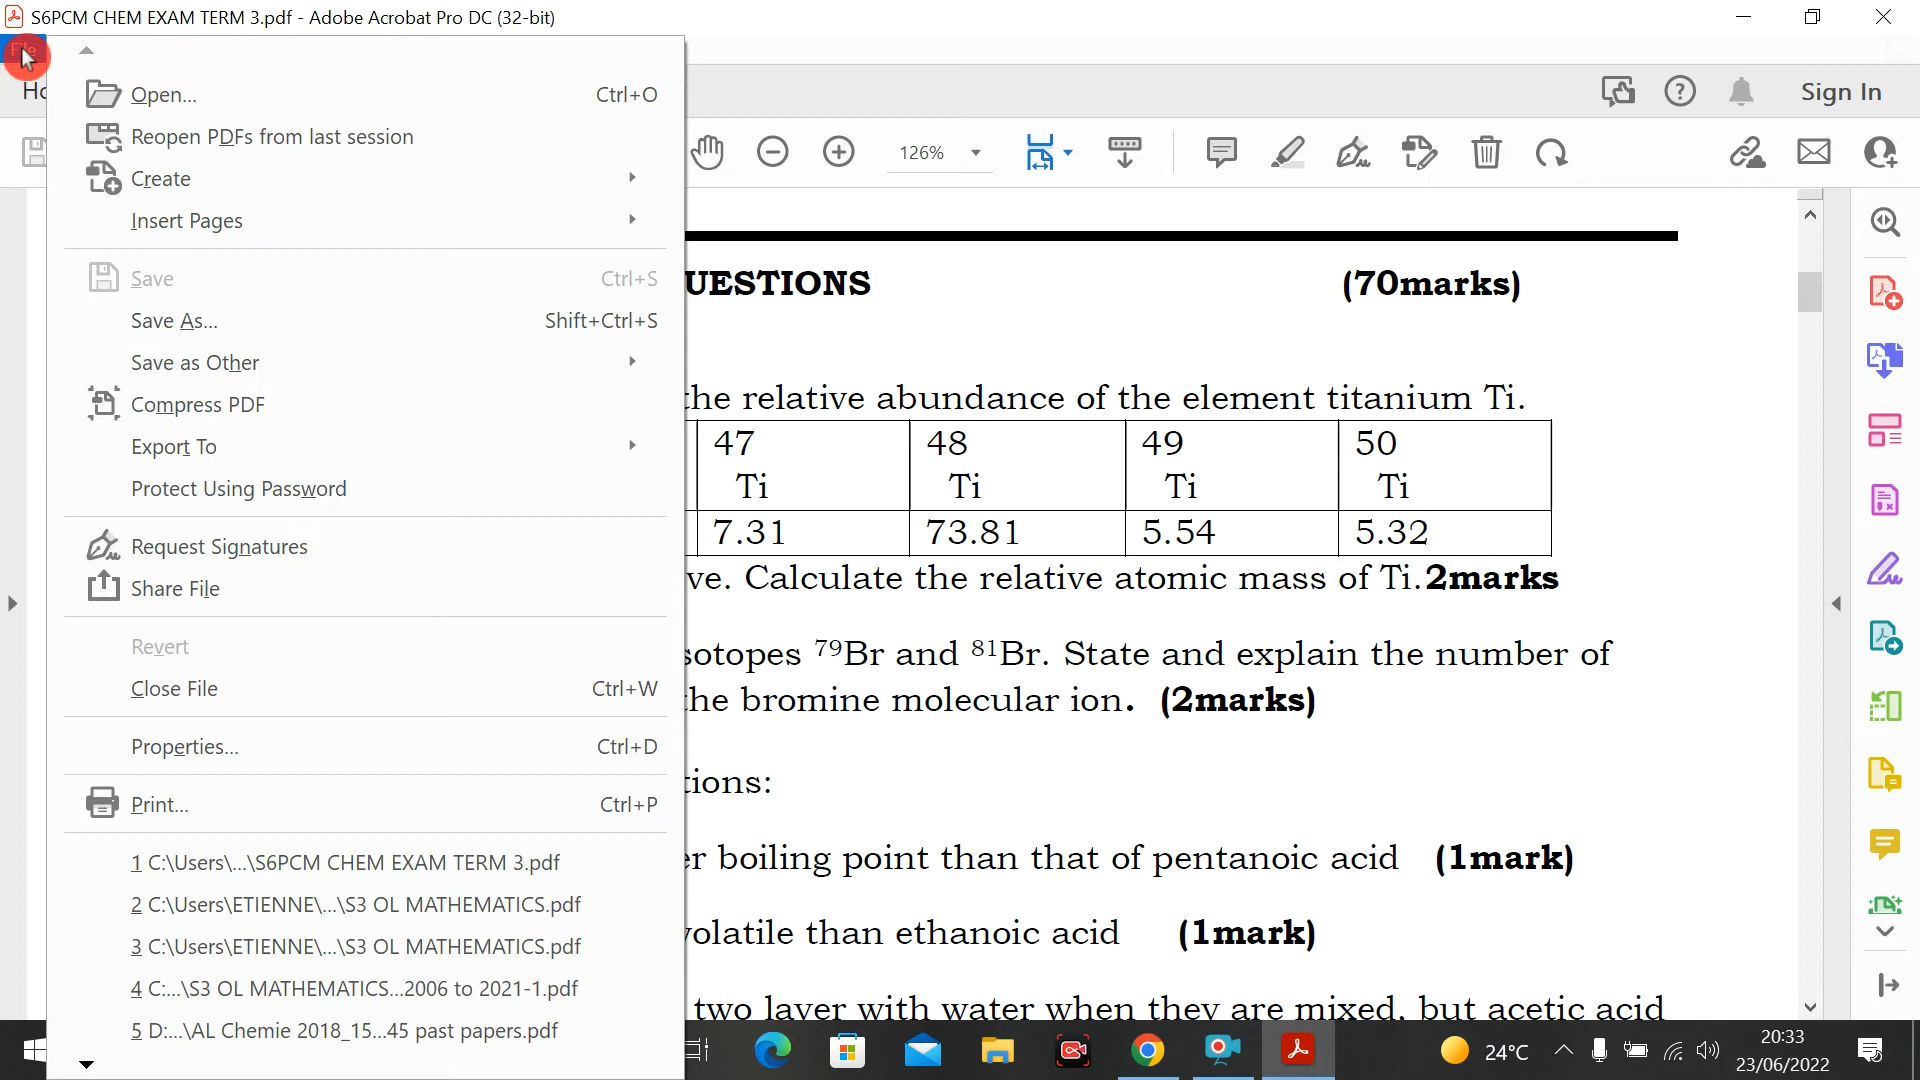 S6PCM CHEM EXAM TERM 3.pdf - Adobe Acrobat Pro DC (32-bit)
File
Ho
Sign In
126%
Open... Ctrl+O
Reopen PDFs from last session
Create
Insert Pages
Save Ctrl+S
Save As... Shift+Ctrl+S
Save as Other
Compress PDF
Export To
Protect Using Password
Request Signatures
Share File
Revert
Close File Ctrl+W
Properties... Ctrl+D
Print... Ctrl+P
1 C:\Users\...\S6PCM CHEM EXAM TERM 3.pdf
2 C:\Users\ETIENNE\...\S3 OL MATHEMATICS.pdf
3 C:\Users\ETIENNE\...\S3 OL MATHEMATICS.pdf
4 C:...\S3 OL MATHEMATICS...2006 to 2021-1.pdf
5 D:...\AL Chemie 2018_15...45 past papers.pdf
UESTIONS (70marks)
the relative abundance of the element titanium Ti.
47 48 49 50
Ti Ti Ti Ti
7.31 73.81 5.54 5.32
ve. Calculate the relative atomic mass of Ti.2marks
sotopes ⁷⁹Br and ⁸¹Br. State and explain the number of
the bromine molecular ion. (2marks)
tions:
er boiling point than that of pentanoic acid (1mark)
volatile than ethanoic acid (1mark)
two layer with water when they are mixed, but acetic acid
24°C
20:33
23/06/2022